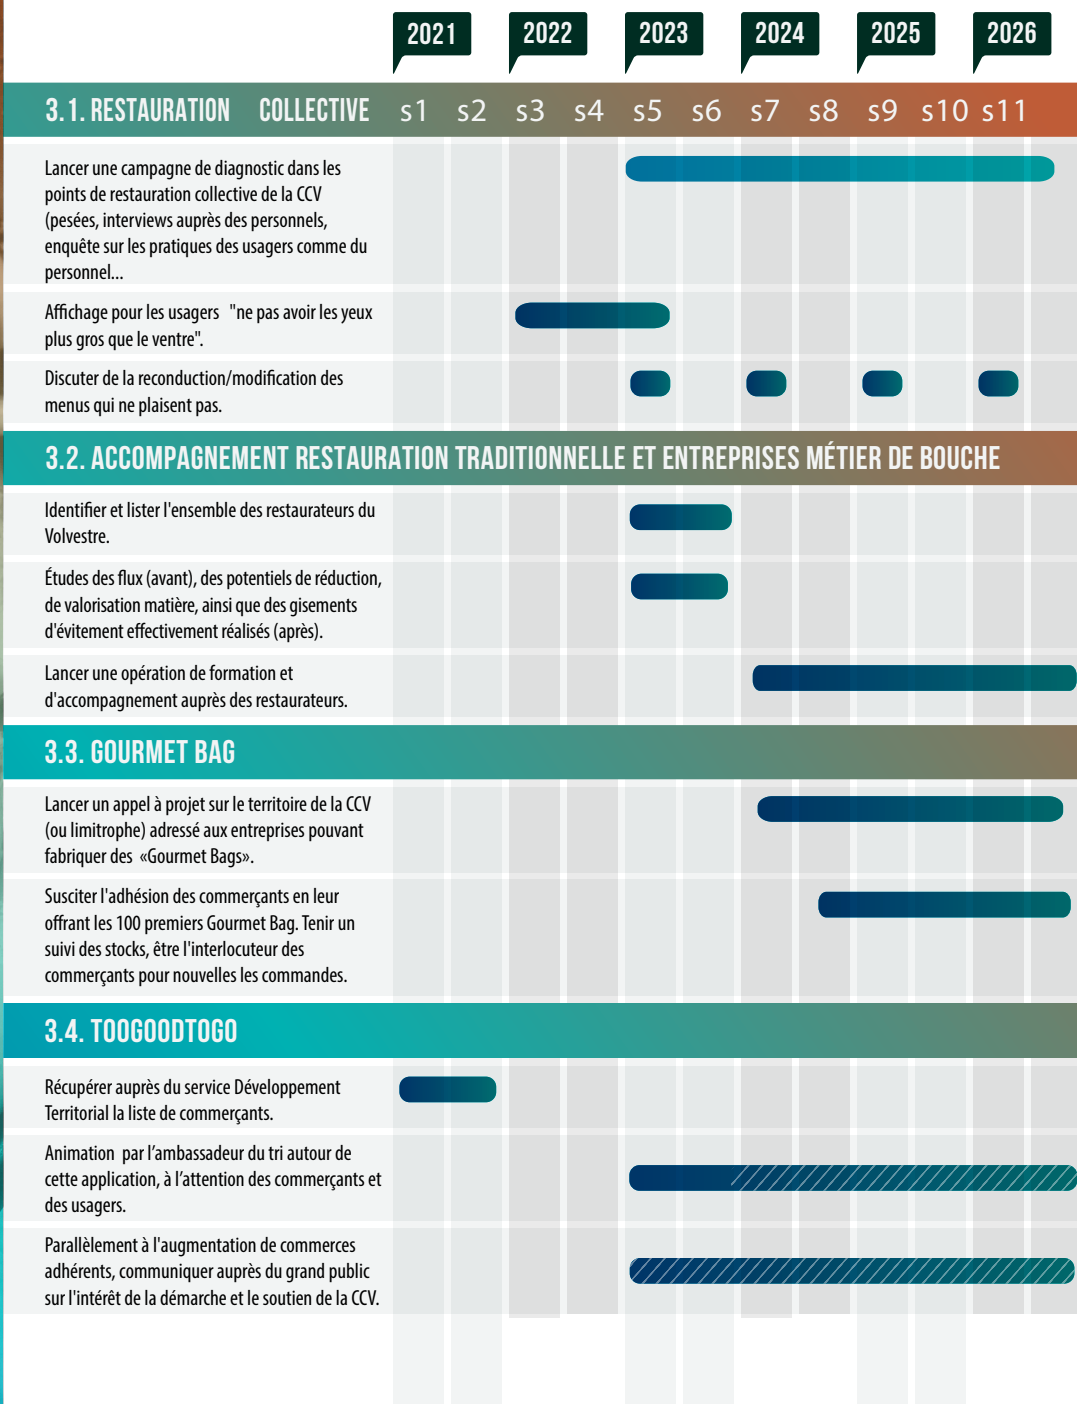 2021 2022 2023 2024 2025 2026
3.1. RESTAURATION COLLECTIVE s1 s2 s3 s4 s5 s6 s7 s8 s9 s10 s11
Lancer une campagne de diagnostic dans les
points de restauration collective de la CCV
(pesées, interviews auprès des personnels,
enquête sur les pratiques des usagers comme du
personnel...
Affichage pour les usagers "ne pas avoir les yeux
plus gros que le ventre".
Discuter de la reconduction/modification des
menus qui ne plaisent pas.
3.2. ACCOMPAGNEMENT RESTAURATION TRADITIONNELLE ET ENTREPRISES MÉTIER DE BOUCHE
Identifier et lister l'ensemble des restaurateurs du
Volvestre.
Études des flux (avant), des potentiels de réduction,
de valorisation matière, ainsi que des gisements
d'évitement effectivement réalisés (après).
Lancer une opération de formation et
d'accompagnement auprès des restaurateurs.
3.3. GOURMET BAG
Lancer un appel à projet sur le territoire de la CCV
(ou limitrophe) adressé aux entreprises pouvant
fabriquer des «Gourmet Bags».
Susciter l'adhésion des commerçants en leur
offrant les 100 premiers Gourmet Bag. Tenir un
suivi des stocks, être l'interlocuteur des
commerçants pour nouvelles les commandes.
3.4. TOOGOODTOGO
Récupérer auprès du service Développement
Territorial la liste de commerçants.
Animation par l’ambassadeur du tri autour de
cette application, à l’attention des commerçants et
des usagers.
Parallèlement à l'augmentation de commerces
adhérents, communiquer auprès du grand public
sur l'intérêt de la démarche et le soutien de la CCV.